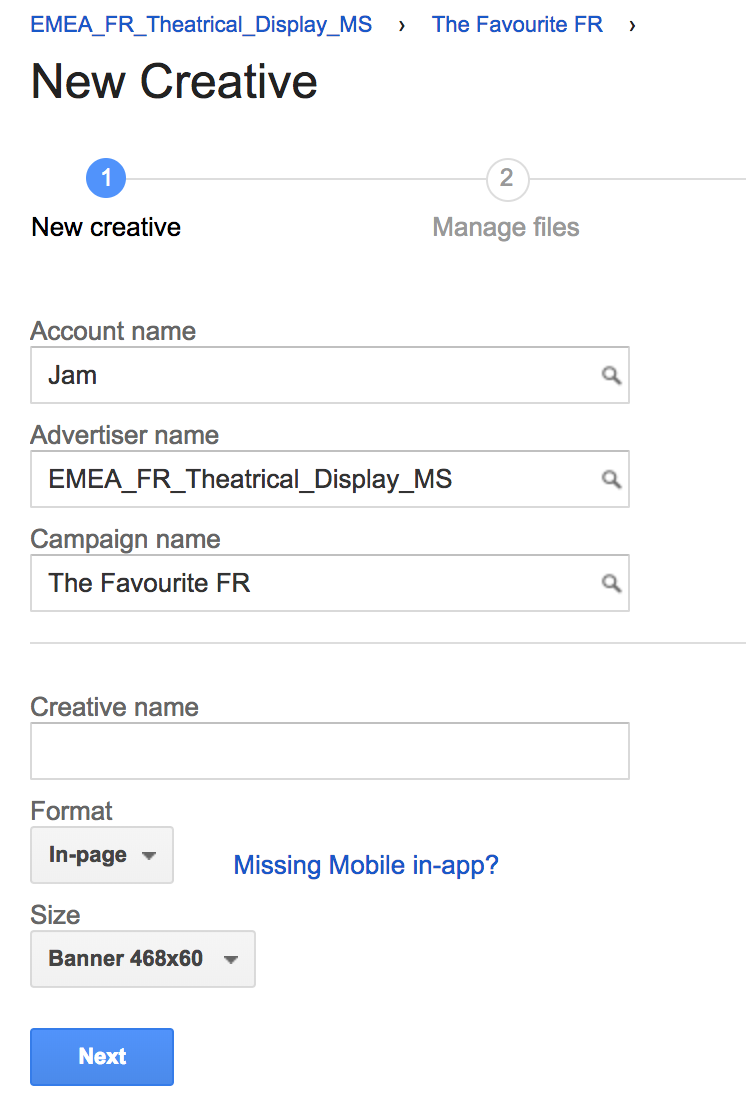 EMEA_FR_Theatrical_Display_MS › The Favourite FR ›
New Creative
1 2
New creative Manage files
Account name
Jam
Advertiser name
EMEA_FR_Theatrical_Display_MS
Campaign name
The Favourite FR
Creative name
Format
In-page Missing Mobile in-app?
Size
Banner 468x60
Next